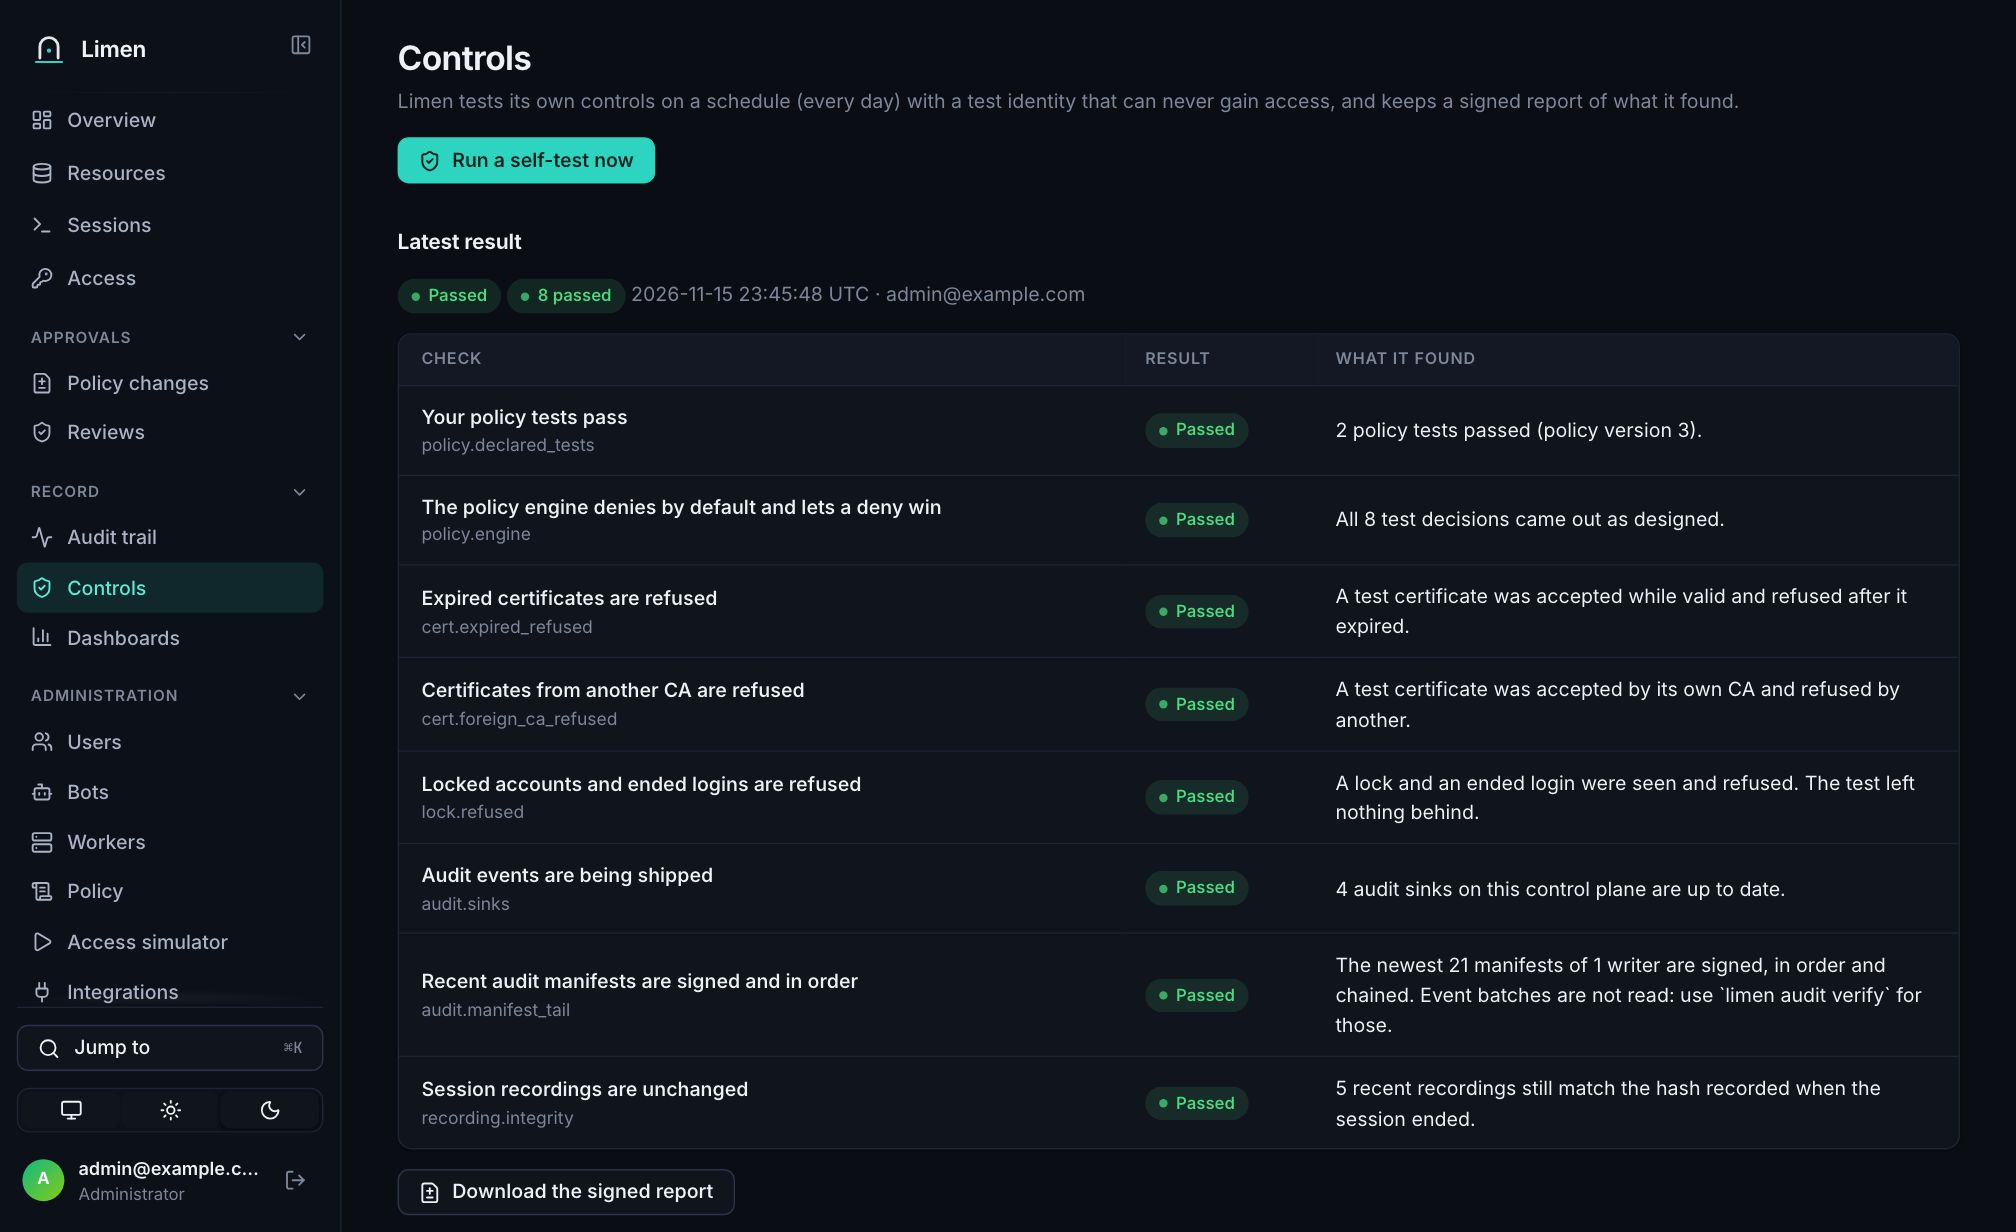 Limen
Overview
Resources
Sessions
Access
APPROVALS
Policy changes
Reviews
RECORD
Audit trail
Controls
Dashboards
ADMINISTRATION
Users
Bots
Workers
Policy
Access simulator
Integrations
Jump to ⌘K
A
admin@example.c...
Administrator
Controls
Limen tests its own controls on a schedule (every day) with a test identity that can never gain access, and keeps a signed report of what it found.
Run a self-test now
Latest result
Passed 8 passed 2026-11-15 23:45:48 UTC · admin@example.com
CHECK RESULT WHAT IT FOUND
Your policy tests pass
policy.declared_tests
Passed
2 policy tests passed (policy version 3).
The policy engine denies by default and lets a deny win
policy.engine
Passed
All 8 test decisions came out as designed.
Expired certificates are refused
cert.expired_refused
Passed
A test certificate was accepted while valid and refused after it
expired.
Certificates from another CA are refused
cert.foreign_ca_refused
Passed
A test certificate was accepted by its own CA and refused by
another.
Locked accounts and ended logins are refused
lock.refused
Passed
A lock and an ended login were seen and refused. The test left
nothing behind.
Audit events are being shipped
audit.sinks
Passed
4 audit sinks on this control plane are up to date.
Recent audit manifests are signed and in order
audit.manifest_tail
Passed
The newest 21 manifests of 1 writer are signed, in order and
chained. Event batches are not read: use `limen audit verify` for
those.
Session recordings are unchanged
recording.integrity
Passed
5 recent recordings still match the hash recorded when the
session ended.
Download the signed report